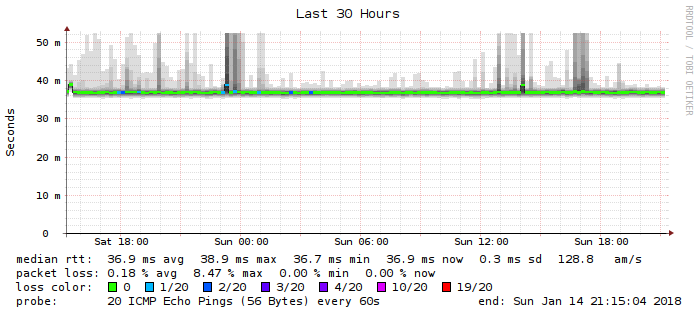 Last 30 Hours
RRDTOOL / TOBI OETIKER
Seconds
50 m
40 m
30 m
20 m
10 m
0
Sat 18:00 Sun 00:00 Sun 06:00 Sun 12:00 Sun 18:00
median rtt: 36.9 ms avg 38.9 ms max 36.7 ms min 36.9 ms now 0.3 ms sd 128.8 am/s
packet loss: 0.18 % avg 8.47 % max 0.00 % min 0.00 % now
loss color: 0 1/20 2/20 3/20 4/20 10/20 19/20
probe: 20 ICMP Echo Pings (56 Bytes) every 60s end: Sun Jan 14 21:15:04 2018